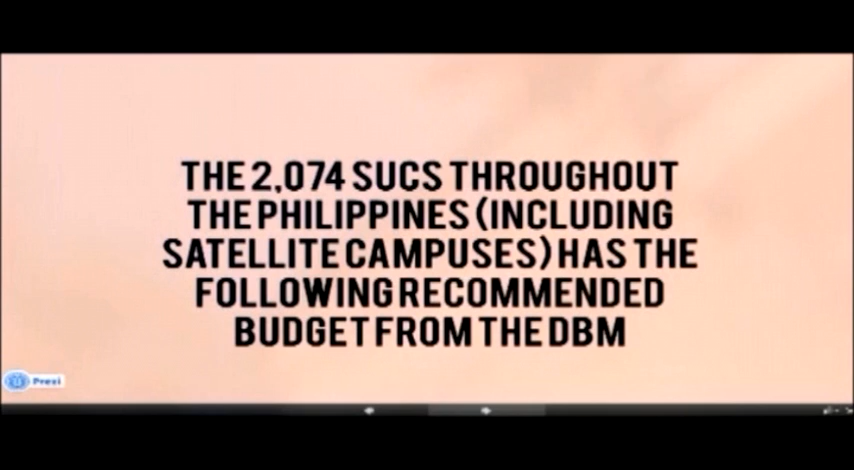 THE 2,074 SUCS THROUGHOUT
THE PHILIPPINES (INCLUDING
SATELLITE CAMPUSES) HAS THE
FOLLOWING RECOMMENDED
BUDGET FROM THE DBM
Prezi